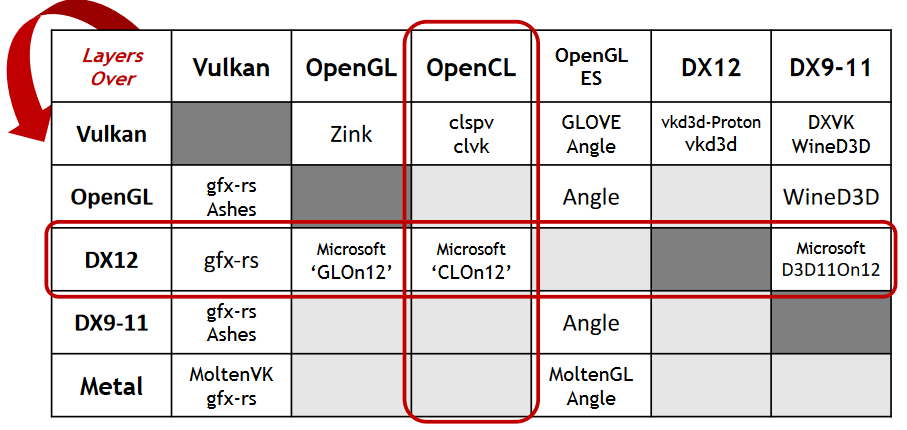 Layers
Over
Vulkan
OpenGL
OpenCL
OpenGL
ES
DX12
DX9-11
Vulkan
Zink
clspv
clvk
GLOVE
Angle
vkd3d-Proton
vkd3d
DXVK
WineD3D
OpenGL
gfx-rs
Ashes
Angle
WineD3D
DX12
gfx-rs
Microsoft
‘GLOn12’
Microsoft
‘CLOn12’
Microsoft
D3D11On12
DX9-11
gfx-rs
Ashes
Angle
Metal
MoltenVK
gfx-rs
MoltenGL
Angle